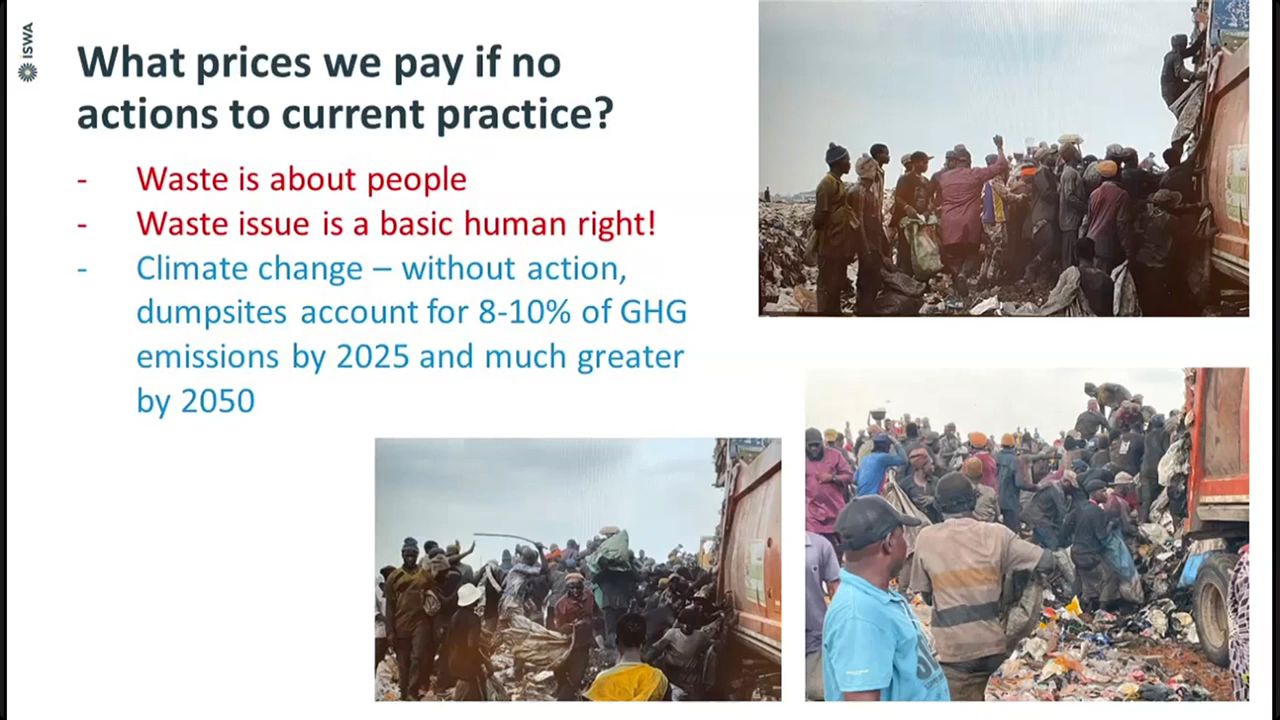 ISWA
What prices we pay if no
actions to current practice?
- Waste is about people
- Waste issue is a basic human right!
- Climate change – without action,
dumpsites account for 8-10% of GHG
emissions by 2025 and much greater
by 2050